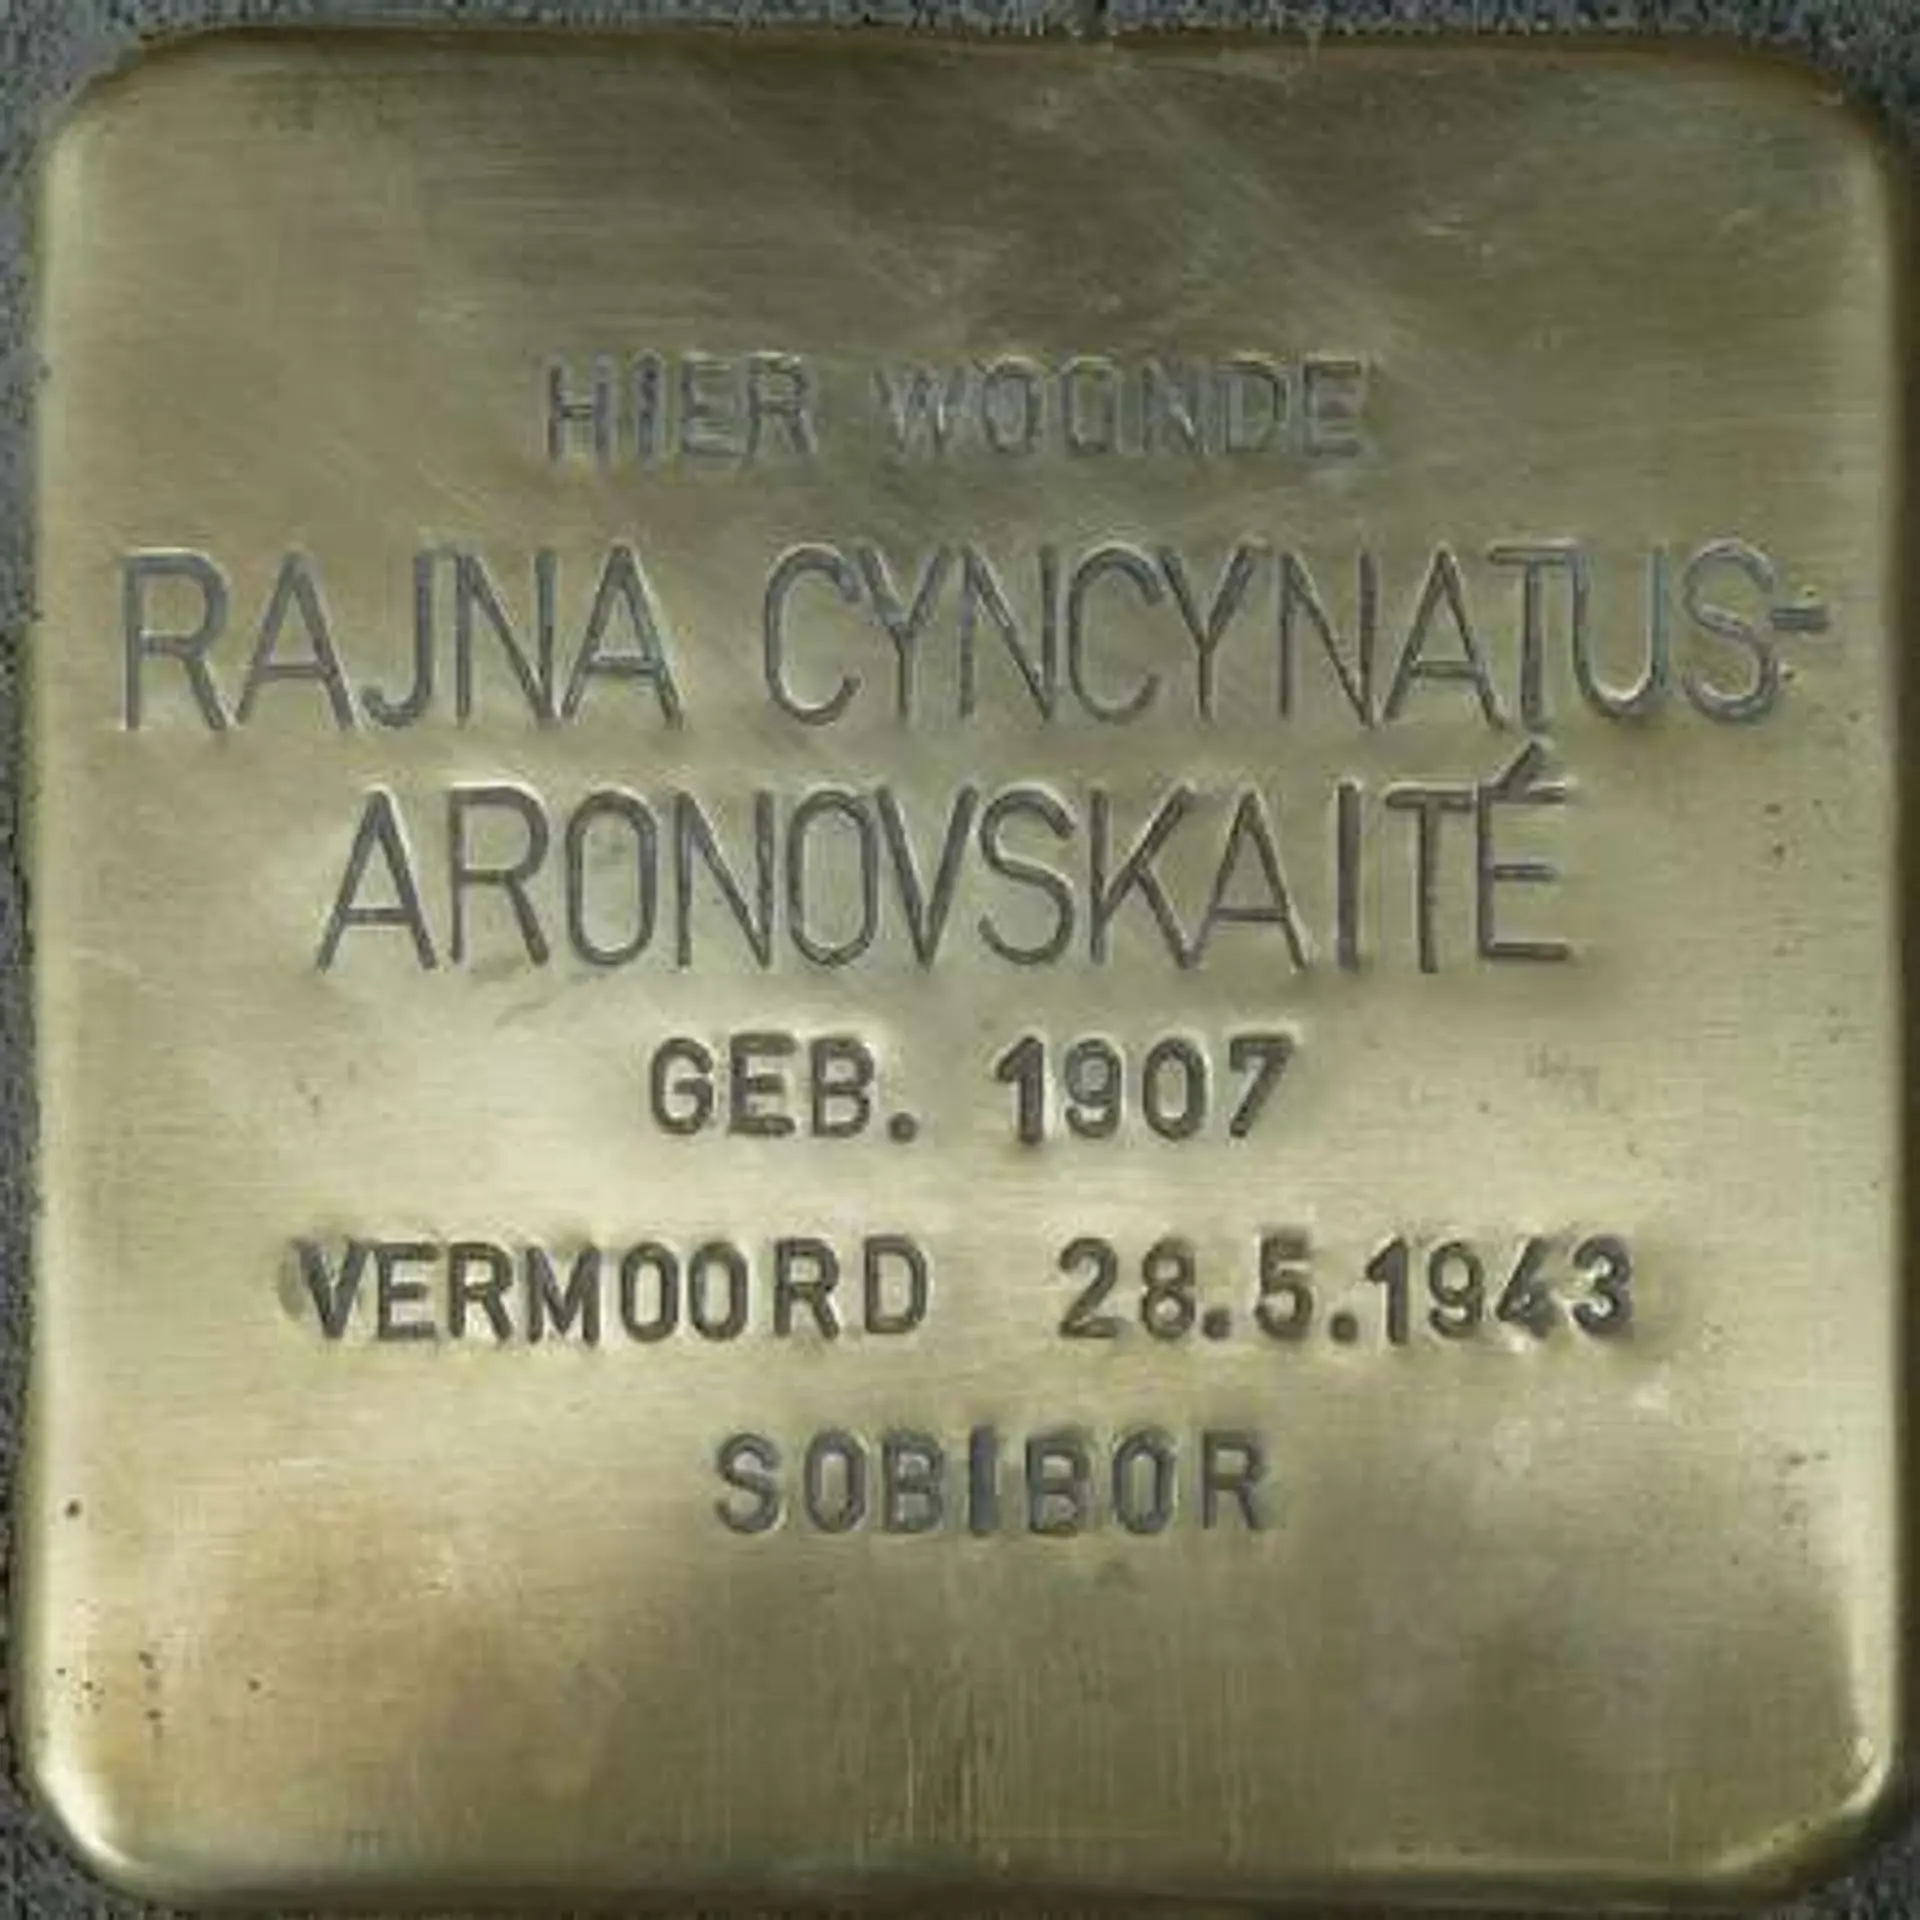 HIER WOONDE
RAJNA CYNCYNATUS-
ARONOVSKAITÉ
GEB. 1907
VERMOORD 28.5.1943
SOBIBOR